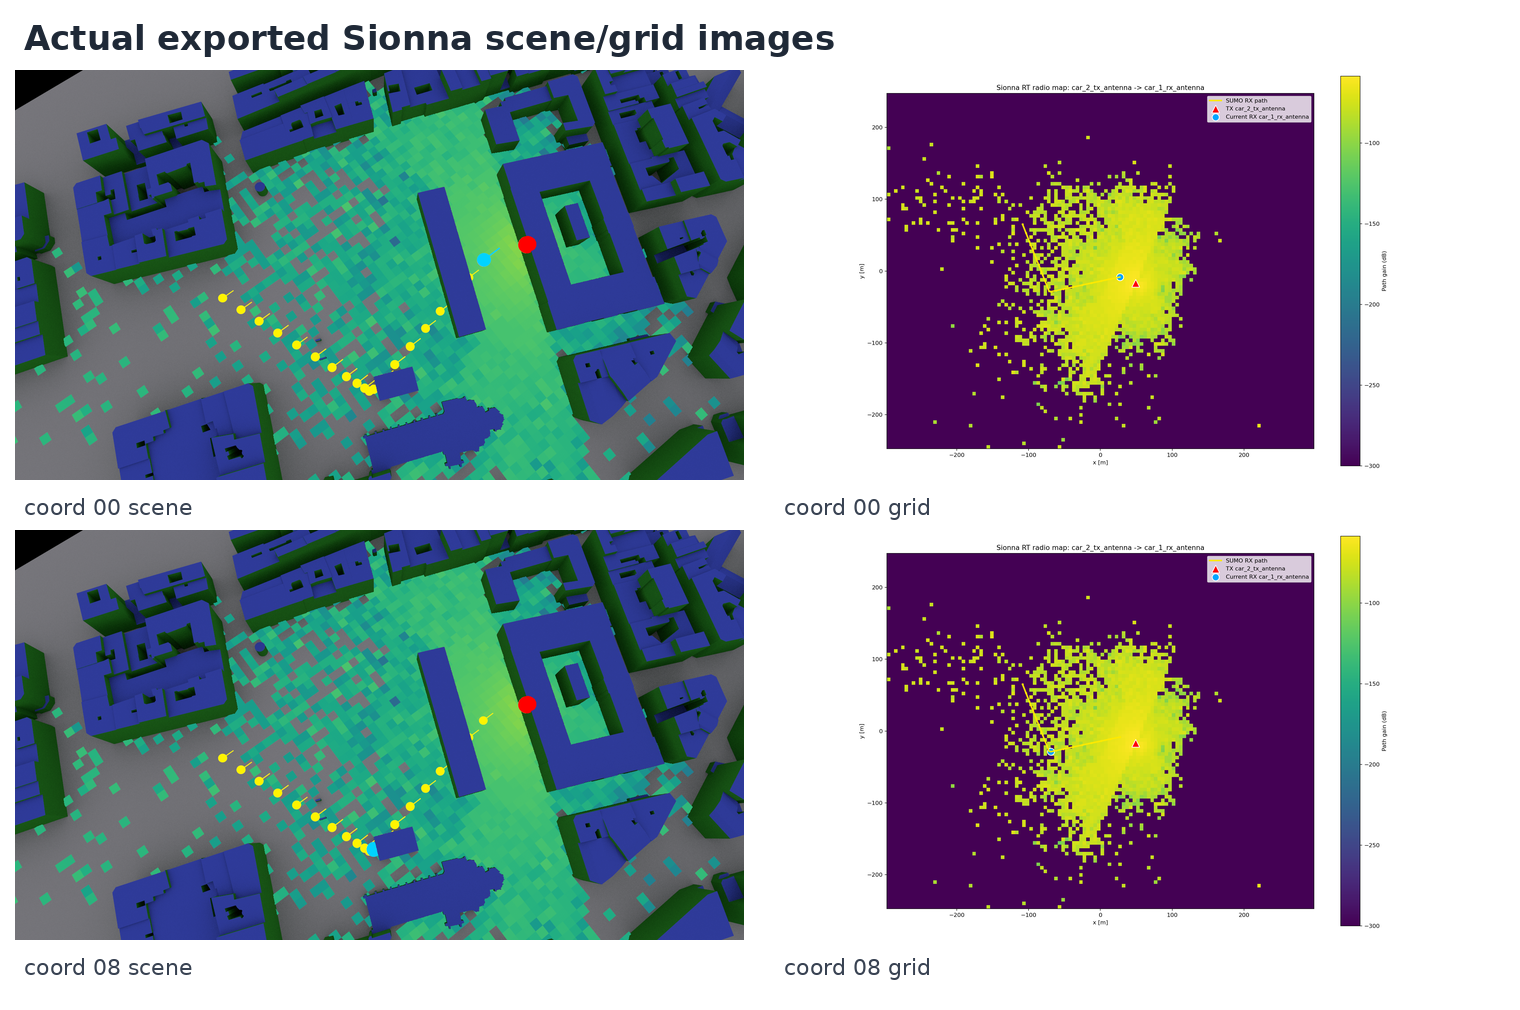 Actual exported Sionna scene/grid images
Sionna RT radio map: car_2_tx_antenna -> car_1_rx_antenna
SUMO RX path
TX car_2_tx_antenna
Current RX car_1_rx_antenna
200
100
0
−100
−200
y [m]
−200
−100
0
100
200
x [m]
−100
−150
−200
−250
−300
Path gain (dB)
coord 00 scene
coord 00 grid
Sionna RT radio map: car_2_tx_antenna -> car_1_rx_antenna
SUMO RX path
TX car_2_tx_antenna
Current RX car_1_rx_antenna
200
100
0
−100
−200
y [m]
−200
−100
0
100
200
x [m]
−100
−150
−200
−250
−300
Path gain (dB)
coord 08 scene
coord 08 grid